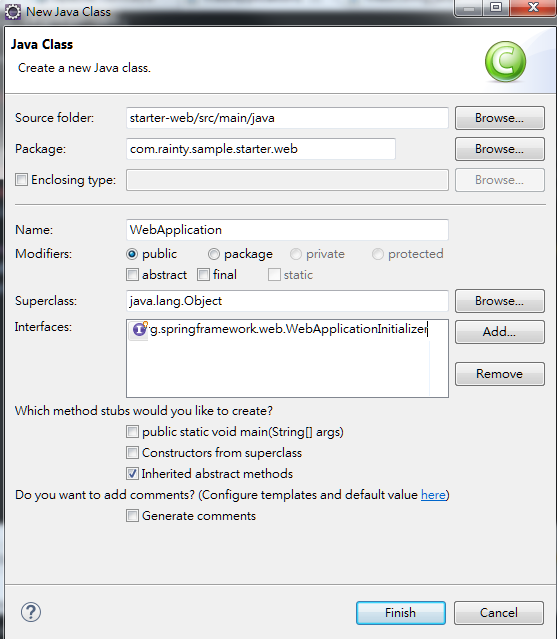 New Java Class
Java Class
Create a new Java class.
C
Source folder: starter-web/src/main/java Browse...
Package: com.rainty.sample.starter.web Browse...
Enclosing type: Browse...
Name: WebApplication
Modifiers: public package private protected
abstract final static
Superclass: java.lang.Object Browse...
Interfaces: g.springframework.web.WebApplicationInitializer Add...
Remove
Which method stubs would you like to create?
public static void main(String[] args)
Constructors from superclass
Inherited abstract methods
Do you want to add comments? (Configure templates and default value here)
Generate comments
? Finish Cancel